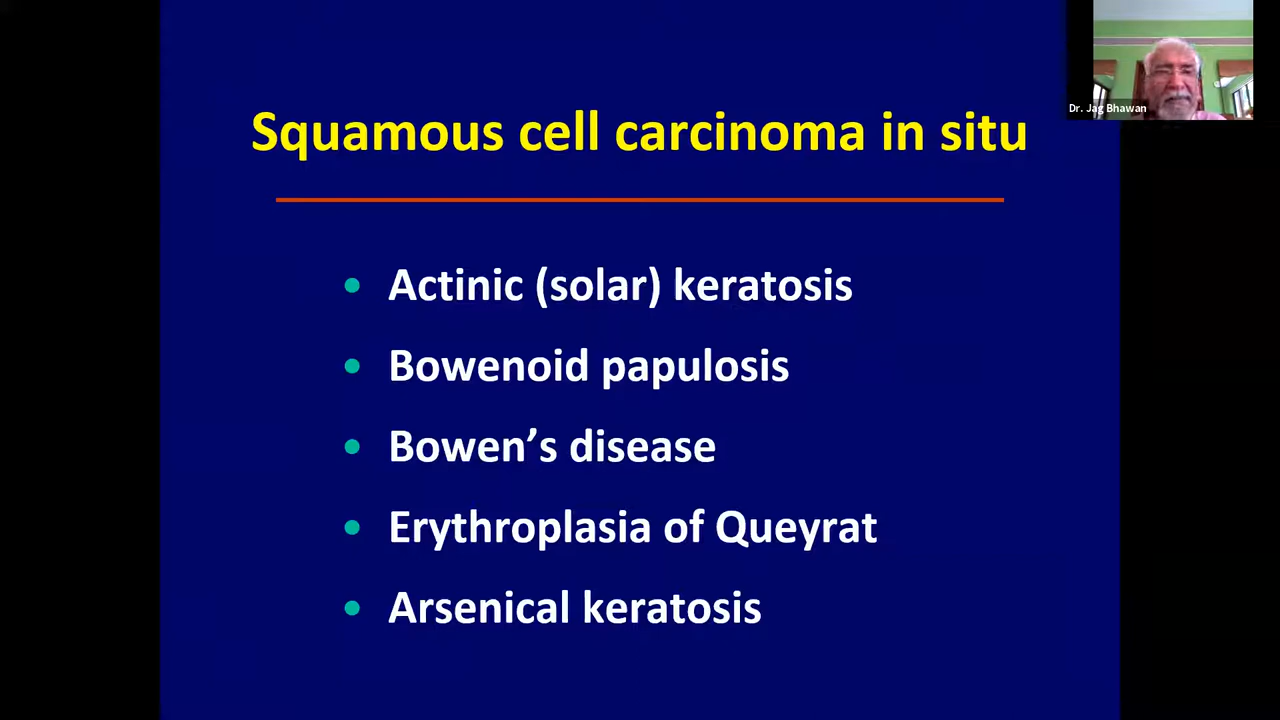 Dr. Jag Bhawan
Squamous cell carcinoma in situ
• Actinic (solar) keratosis
• Bowenoid papulosis
• Bowen’s disease
• Erythroplasia of Queyrat
• Arsenical keratosis